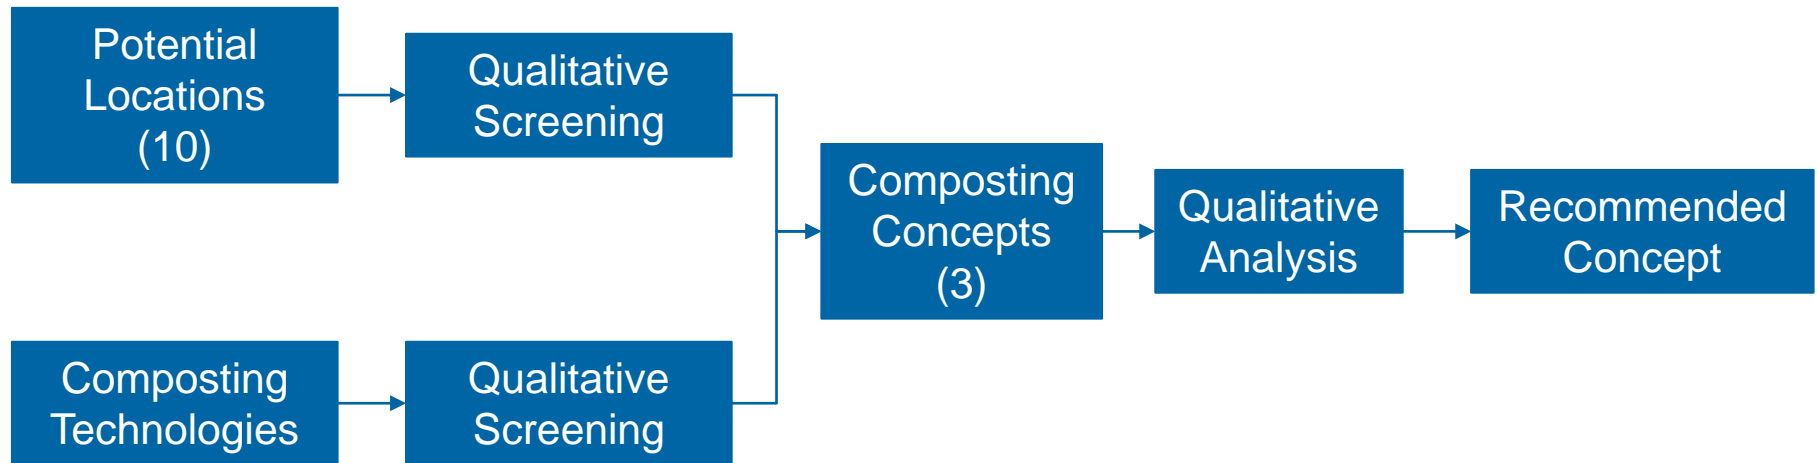 Potential
Locations
(10)
Qualitative
Screening
Composting
Concepts
(3)
Qualitative
Analysis
Recommended
Concept
Composting
Technologies
Qualitative
Screening